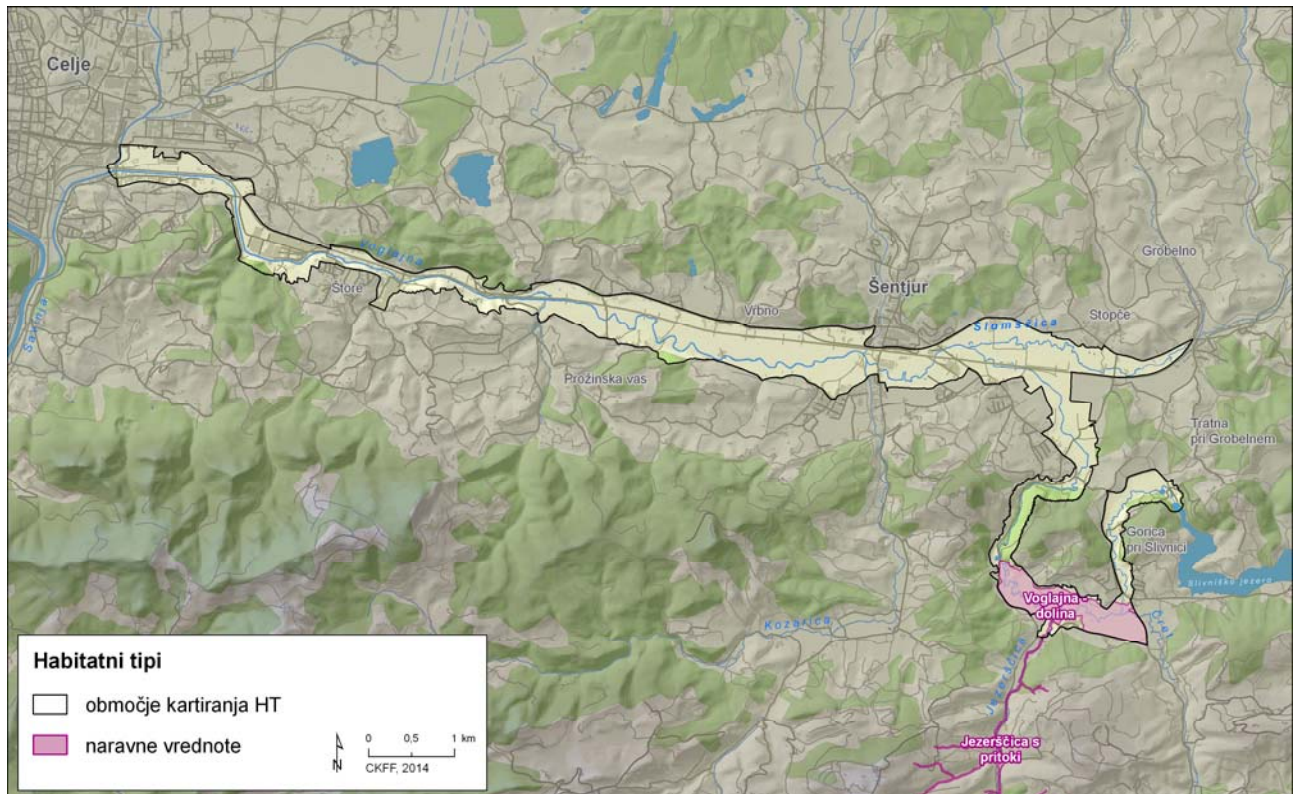 Celje
Grobelno
Voglajna
Šentjur
Store
Savinja
Vrbno
Stopče
Slomščica
Prožinska vas
Tratna
pri Grobelnem
Gorica
pri Slivnici
Slivniško jezero
Voglajna -
dolina
Kozarica
Jezerščica
Jezerščica s
pritoki
Habitatni tipi
območje kartiranja HT
naravne vrednote
0 0,5 1 km
CKFF, 2014